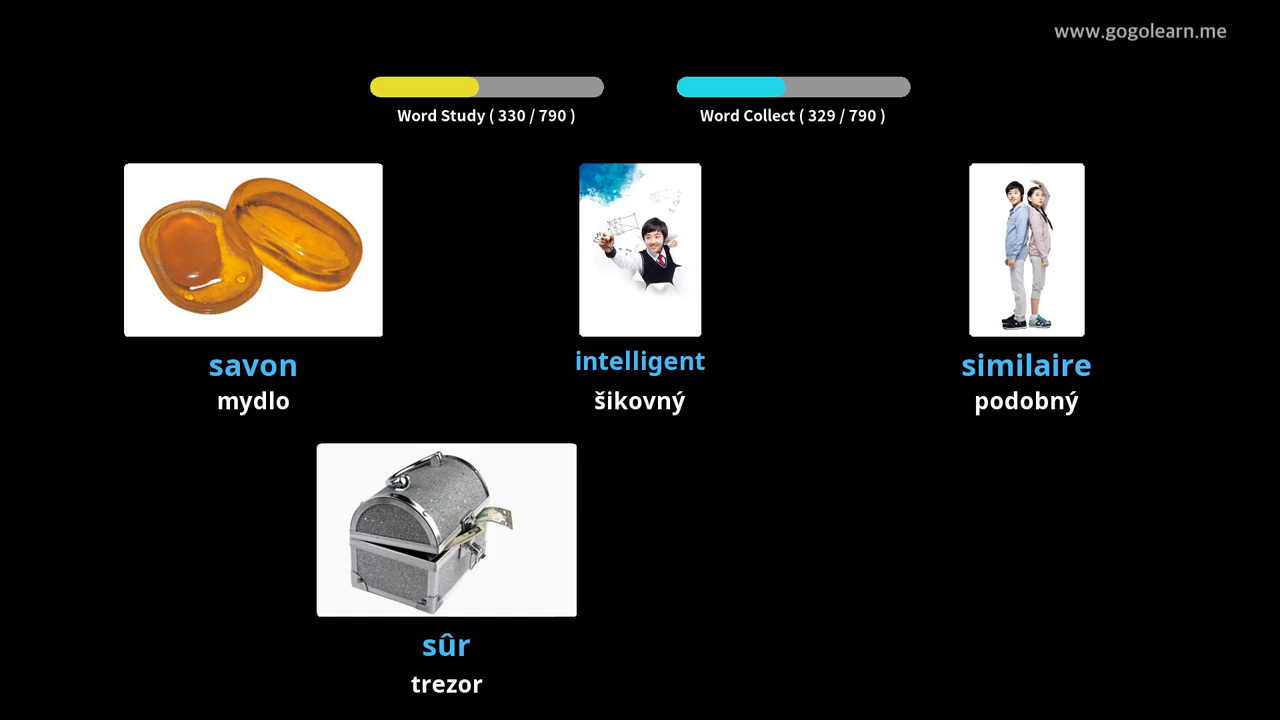 www.gogolearn.me
Word Study ( 330 / 790 )
Word Collect ( 329 / 790 )
savon
mydlo
intelligent
šikovný
similaire
podobný
sûr
trezor